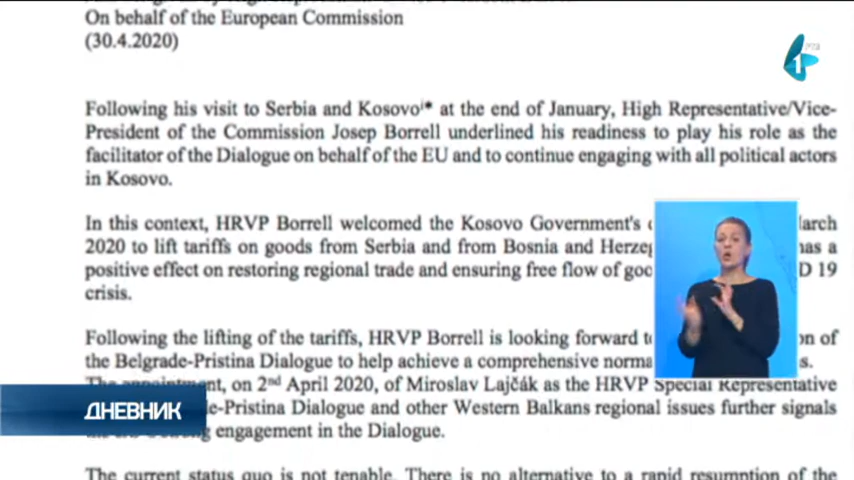 On behalf of the European Commission
(30.4.2020)
PTC
1
Following his visit to Serbia and Kosovoⁱ* at the end of January, High Representative/Vice-
President of the Commission Josep Borrell underlined his readiness to play his role as the
facilitator of the Dialogue on behalf of the EU and to continue engaging with all political actors
in Kosovo.
In this context, HRVP Borrell welcomed the Kosovo Government's
2020 to lift tariffs on goods from Serbia and from Bosnia and has a
positive effect on restoring regional trade and ensuring free flow of D 19
crisis.
Following the lifting of the tariffs, HRVP Borrell is looking forward of
the Belgrade-Pristina Dialogue to help achieve a comprehensive
The appointment, on 2ⁿᵈ April 2020, of Miroslav Lajčák as the HRVP Special Representative
-Pristina Dialogue and other Western Balkans regional issues further signals
engagement in the Dialogue.
ДНЕВНИК
The current status quo is not tenable. There is no alternative to a rapid resumption of the